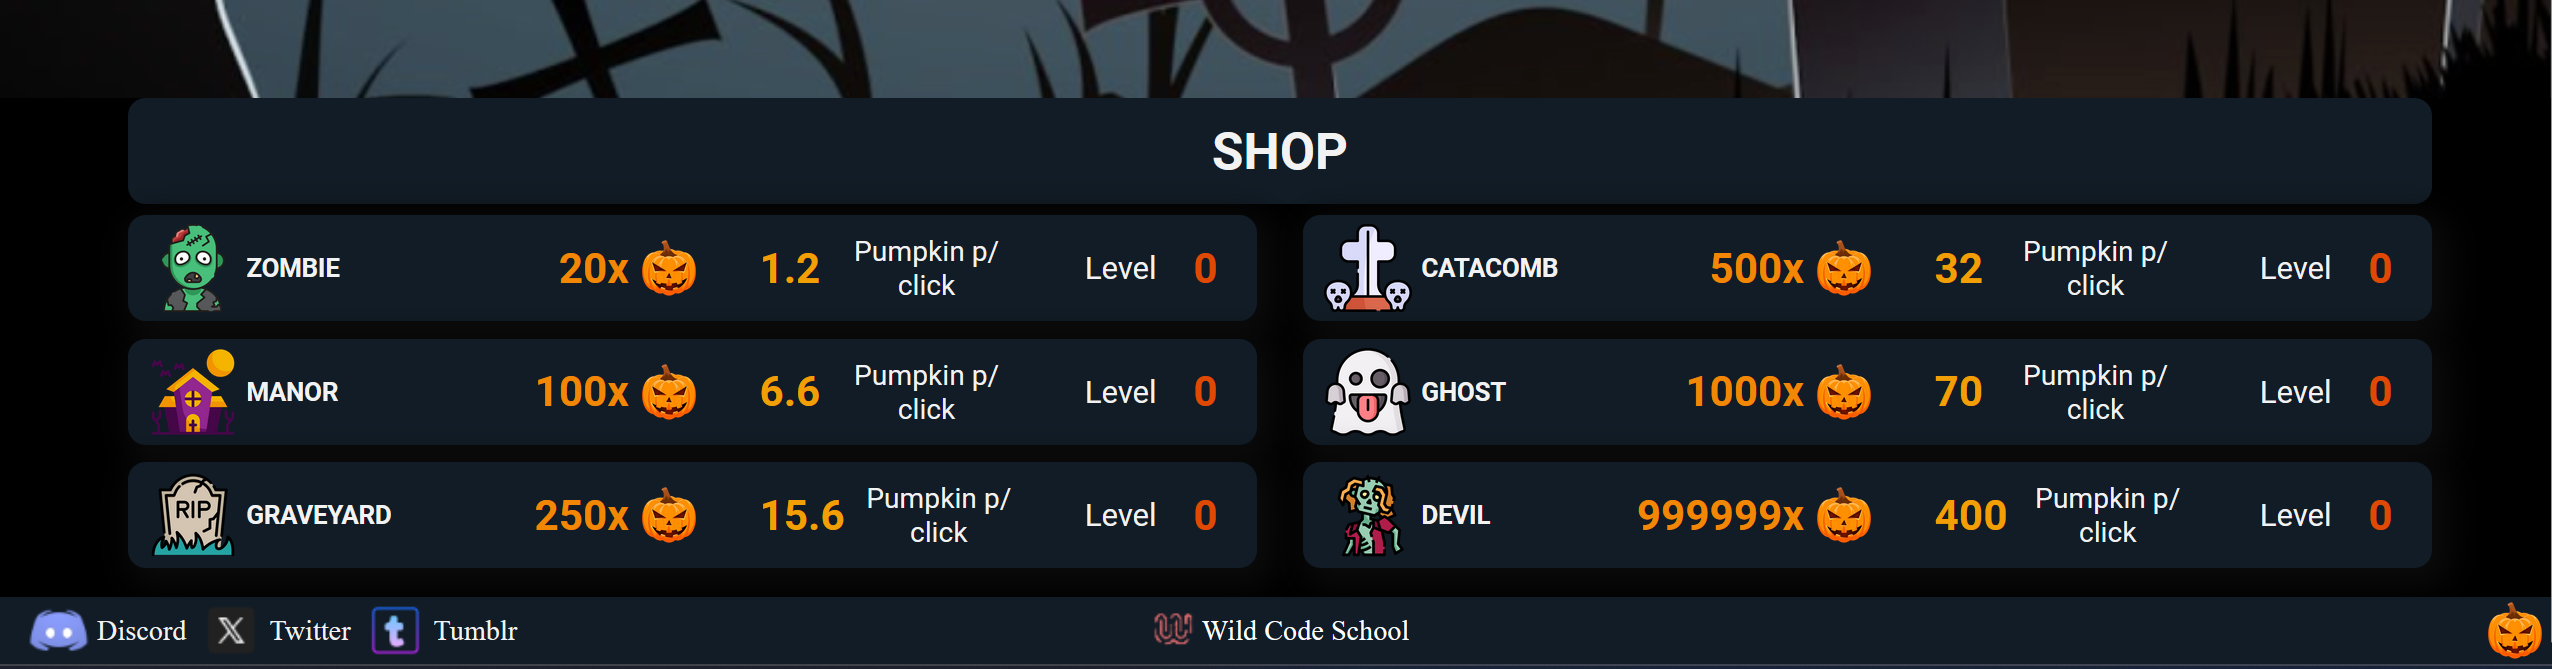 SHOP
ZOMBIE 20x 1.2 Pumpkin p/
click Level 0
CATACOMB 500x 32 Pumpkin p/
click Level 0
MANOR 100x 6.6 Pumpkin p/
click Level 0
GHOST 1000x 70 Pumpkin p/
click Level 0
RIP GRAVEYARD 250x 15.6 Pumpkin p/
click Level 0
DEVIL 999999x 400 Pumpkin p/
click Level 0
Discord X Twitter t Tumblr W Wild Code School